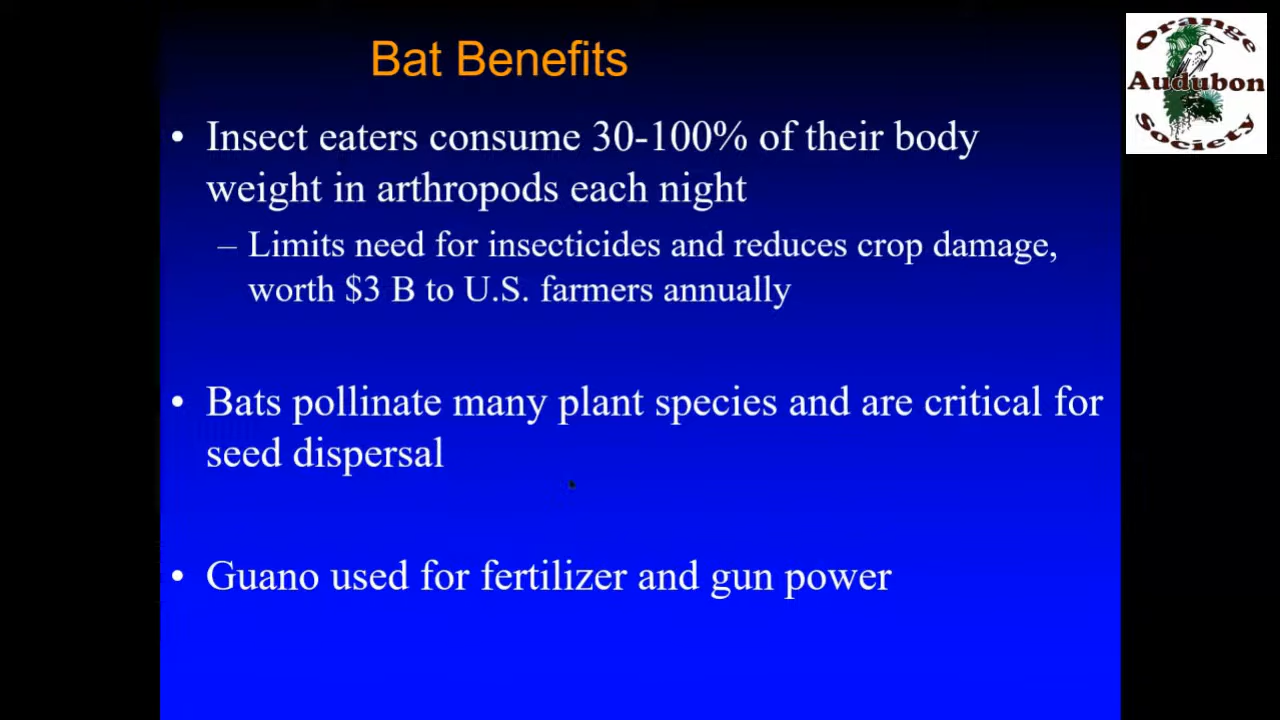 Bat Benefits
Orange
Audubon
Society
• Insect eaters consume 30-100% of their body
weight in arthropods each night
– Limits need for insecticides and reduces crop damage,
worth $3 B to U.S. farmers annually
• Bats pollinate many plant species and are critical for
seed dispersal
• Guano used for fertilizer and gun power